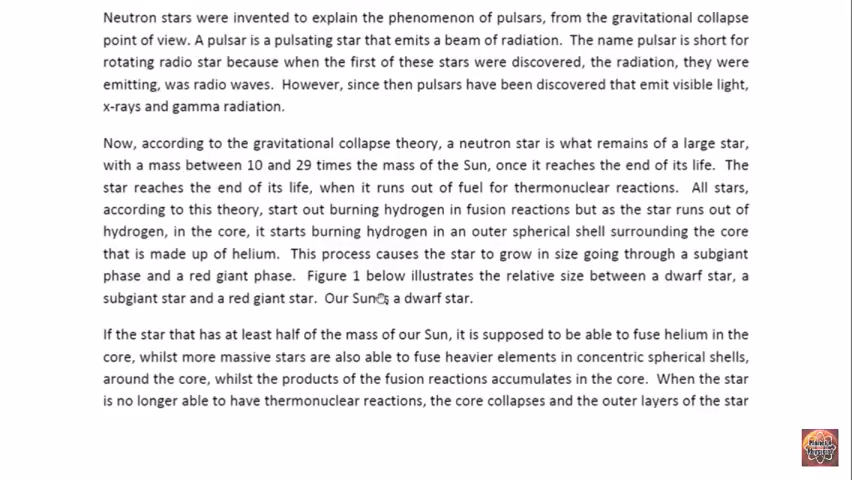 Neutron stars were invented to explain the phenomenon of pulsars, from the gravitational collapse
point of view. A pulsar is a pulsating star that emits a beam of radiation. The name pulsar is short for
rotating radio star because when the first of these stars were discovered, the radiation, they were
emitting, was radio waves. However, since then pulsars have been discovered that emit visible light,
x-rays and gamma radiation.
Now, according to the gravitational collapse theory, a neutron star is what remains of a large star,
with a mass between 10 and 29 times the mass of the Sun, once it reaches the end of its life. The
star reaches the end of its life, when it runs out of fuel for thermonuclear reactions. All stars,
according to this theory, start out burning hydrogen in fusion reactions but as the star runs out of
hydrogen, in the core, it starts burning hydrogen in an outer spherical shell surrounding the core
that is made up of helium. This process causes the star to grow in size going through a subgiant
phase and a red giant phase. Figure 1 below illustrates the relative size between a dwarf star, a
subgiant star and a red giant star. Our Sun a dwarf star.
If the star that has at least half of the mass of our Sun, it is supposed to be able to fuse helium in the
core, whilst more massive stars are also able to fuse heavier elements in concentric spherical shells,
around the core, whilst the products of the fusion reactions accumulates in the core. When the star
is no longer able to have thermonuclear reactions, the core collapses and the outer layers of the star